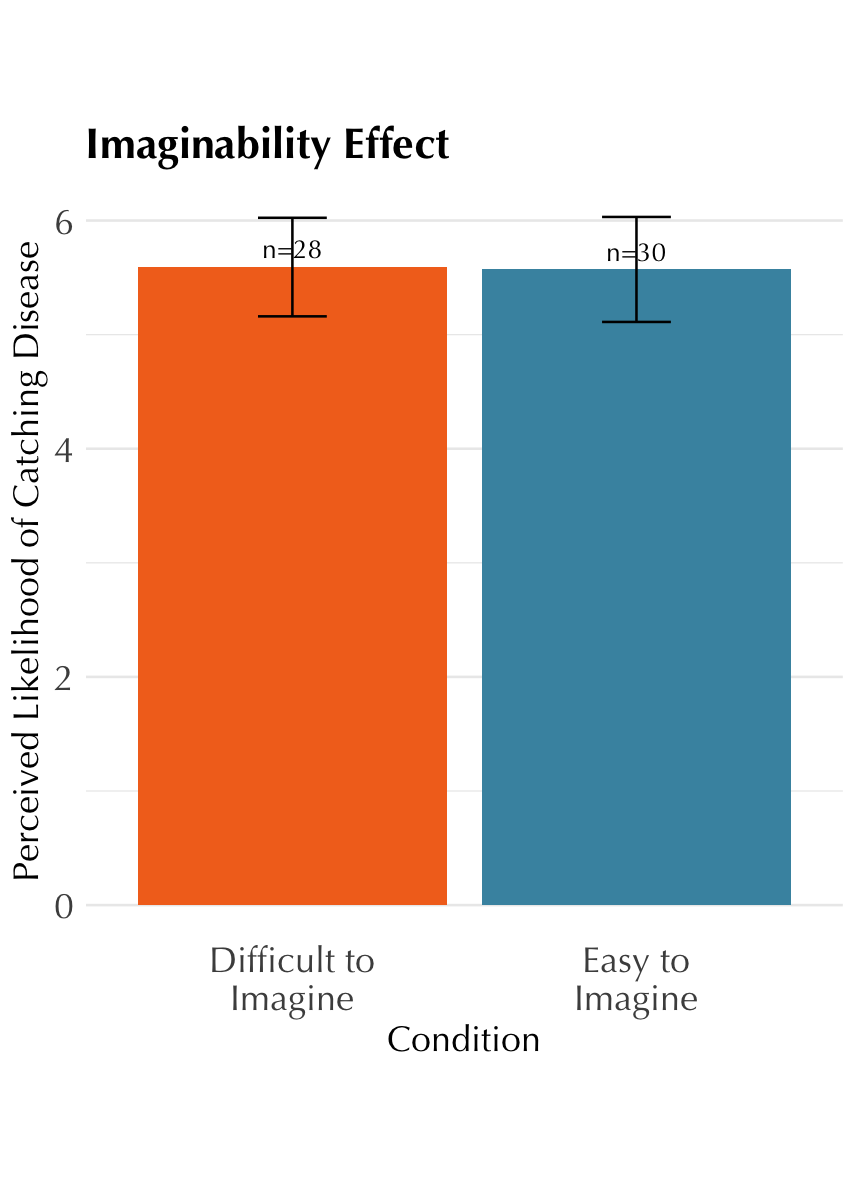 Imaginability Effect
Perceived Likelihood of Catching Disease
6
4
2
0
n=28
n=30
Difficult to
Imagine
Easy to
Imagine
Condition